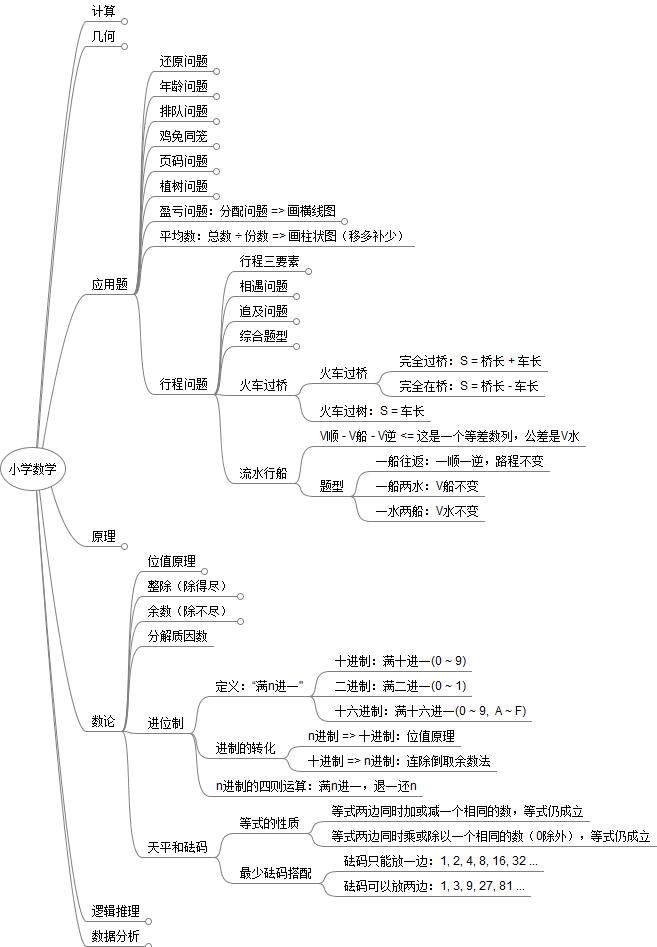 计算
几何
还原问题
年龄问题
排队问题
鸡兔同笼
页码问题
植树问题
盈亏问题：分配问题 => 画横线图
平均数：总数 ÷ 份数 => 画柱状图（移多补少）
应用题
行程三要素
相遇问题
追及问题
综合题型
行程问题
火车过桥
火车过桥
完全过桥：S = 桥长 + 车长
完全在桥：S = 桥长 - 车长
火车过树：S = 车长
流水行船
V顺 - V船 - V逆 <= 这是一个等差数列，公差是V水
题型
一船往返：一顺一逆，路程不变
一船两水：V船不变
一水两船：V水不变
小学数学
原理
位值原理
整除（除得尽）
余数（除不尽）
分解质因数
数论
进位制
定义：“满n进一"
十进制：满十进一(0 ~ 9)
二进制：满二进一(0 ~ 1)
十六进制：满十六进一(0 ~ 9, A ~ F)
进制的转化
n进制 => 十进制：位值原理
十进制 => n进制：连除倒取余数法
n进制的四则运算：满n进一，退一还n
天平和砝码
等式的性质
等式两边同时加或减一个相同的数，等式仍成立
等式两边同时乘或除以一个相同的数（0除外），等式仍成立
最少砝码搭配
砝码只能放一边：1, 2, 4, 8, 16, 32 ...
砝码可以放两边：1, 3, 9, 27, 81 ...
逻辑推理
数据分析